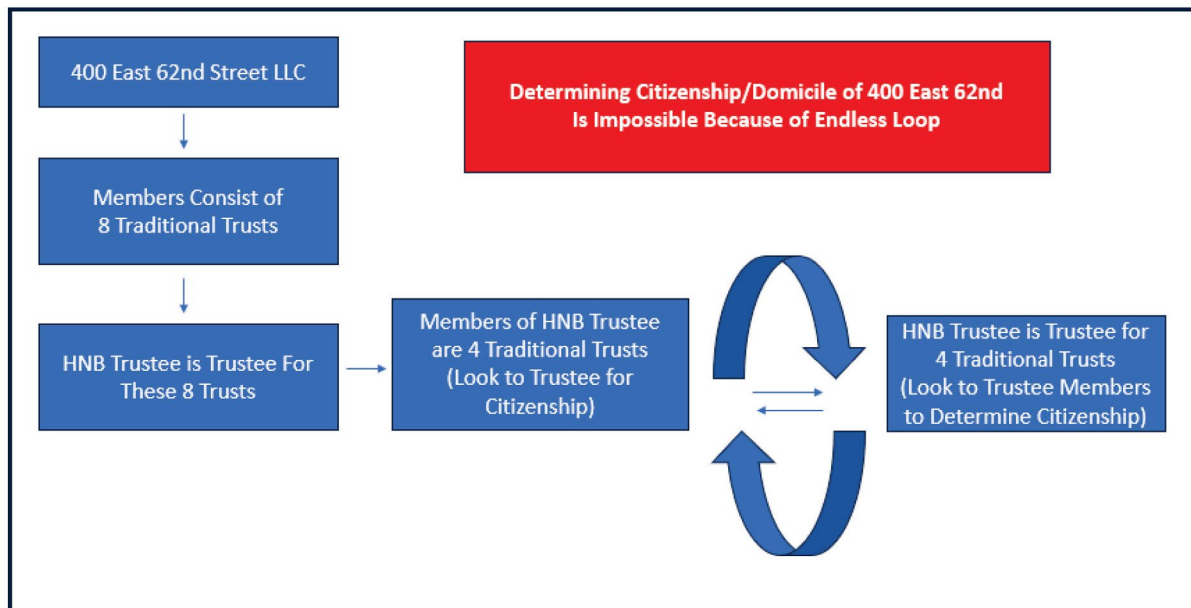 400 East 62nd Street LLC
Determining Citizenship/Domicile of 400 East 62nd
Is Impossible Because of Endless Loop
Members Consist of
8 Traditional Trusts
HNB Trustee is Trustee For
These 8 Trusts
Members of HNB Trustee
are 4 Traditional Trusts
(Look to Trustee for
Citizenship)
HNB Trustee is Trustee for
4 Traditional Trusts
(Look to Trustee Members
to Determine Citizenship)